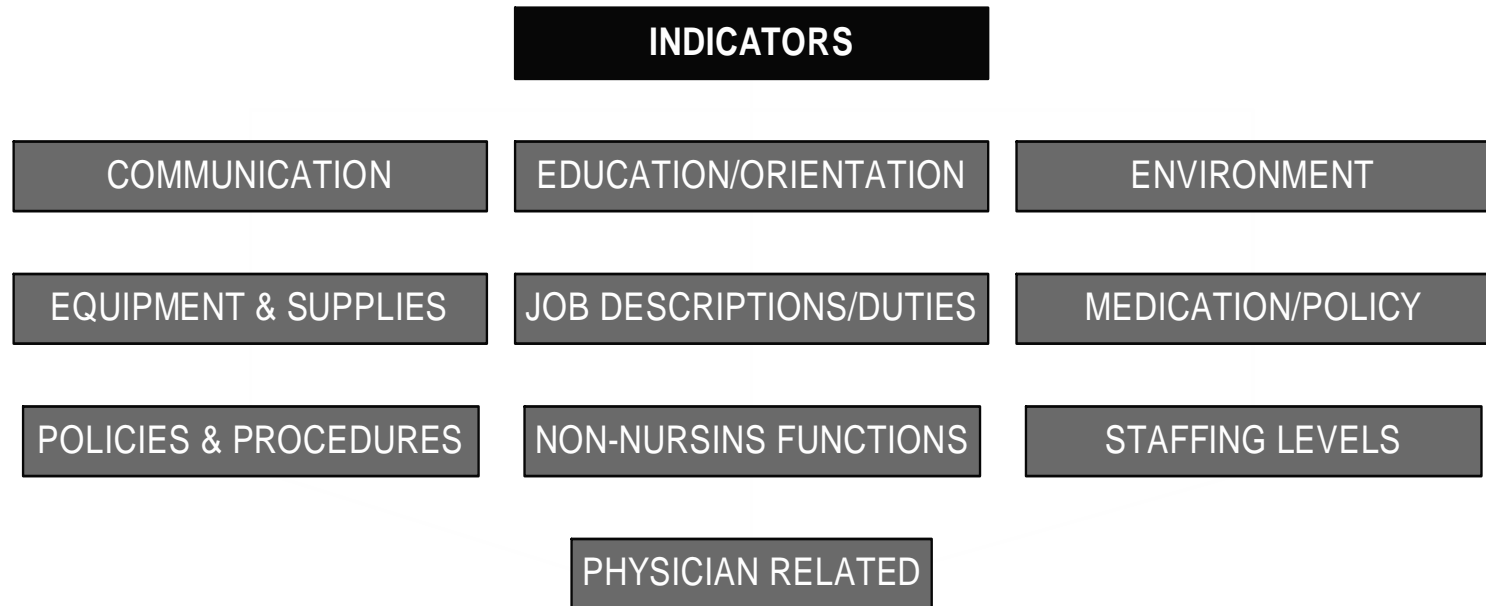 INDICATORS
COMMUNICATION
EDUCATION/ORIENTATION
ENVIRONMENT
EQUIPMENT & SUPPLIES
JOB DESCRIPTIONS/DUTIES
MEDICATION/POLICY
POLICIES & PROCEDURES
NON-NURSINS FUNCTIONS
STAFFING LEVELS
PHYSICIAN RELATED